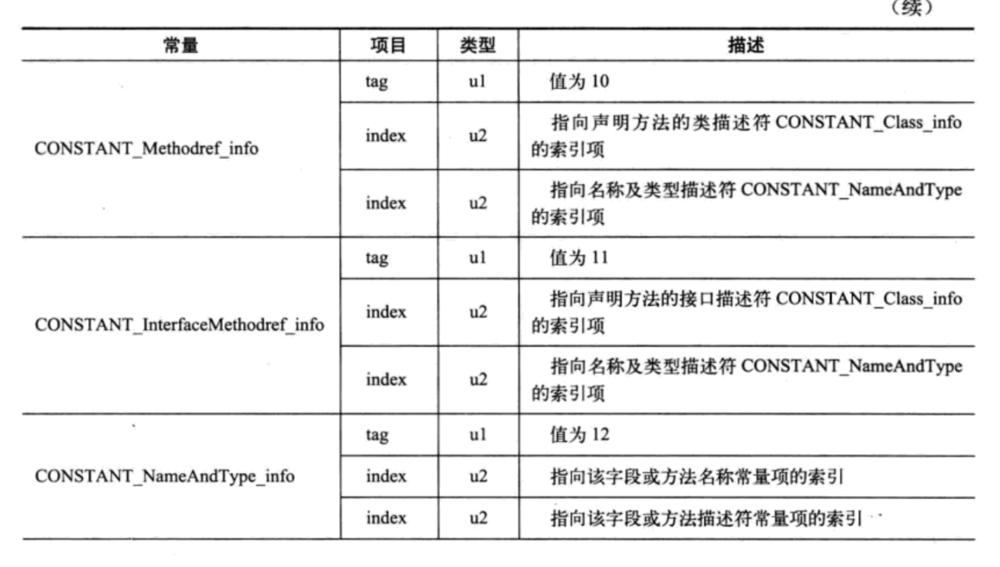 （续）
常量 项目 类型 描述
CONSTANT_Methodref_info
tag u1 值为 10
index u2 指向声明方法的类描述符 CONSTANT_Class_info
的索引项
index u2 指向名称及类型描述符 CONSTANT_NameAndType
的索引项
CONSTANT_InterfaceMethodref_info
tag u1 值为 11
index u2 指向声明方法的接口描述符 CONSTANT_Class_info
的索引项
index u2 指向名称及类型描述符 CONSTANT_NameAndType
的索引项
CONSTANT_NameAndType_info
tag u1 值为 12
index u2 指向该字段或方法名称常量项的索引
index u2 指向该字段或方法描述符常量项的索引